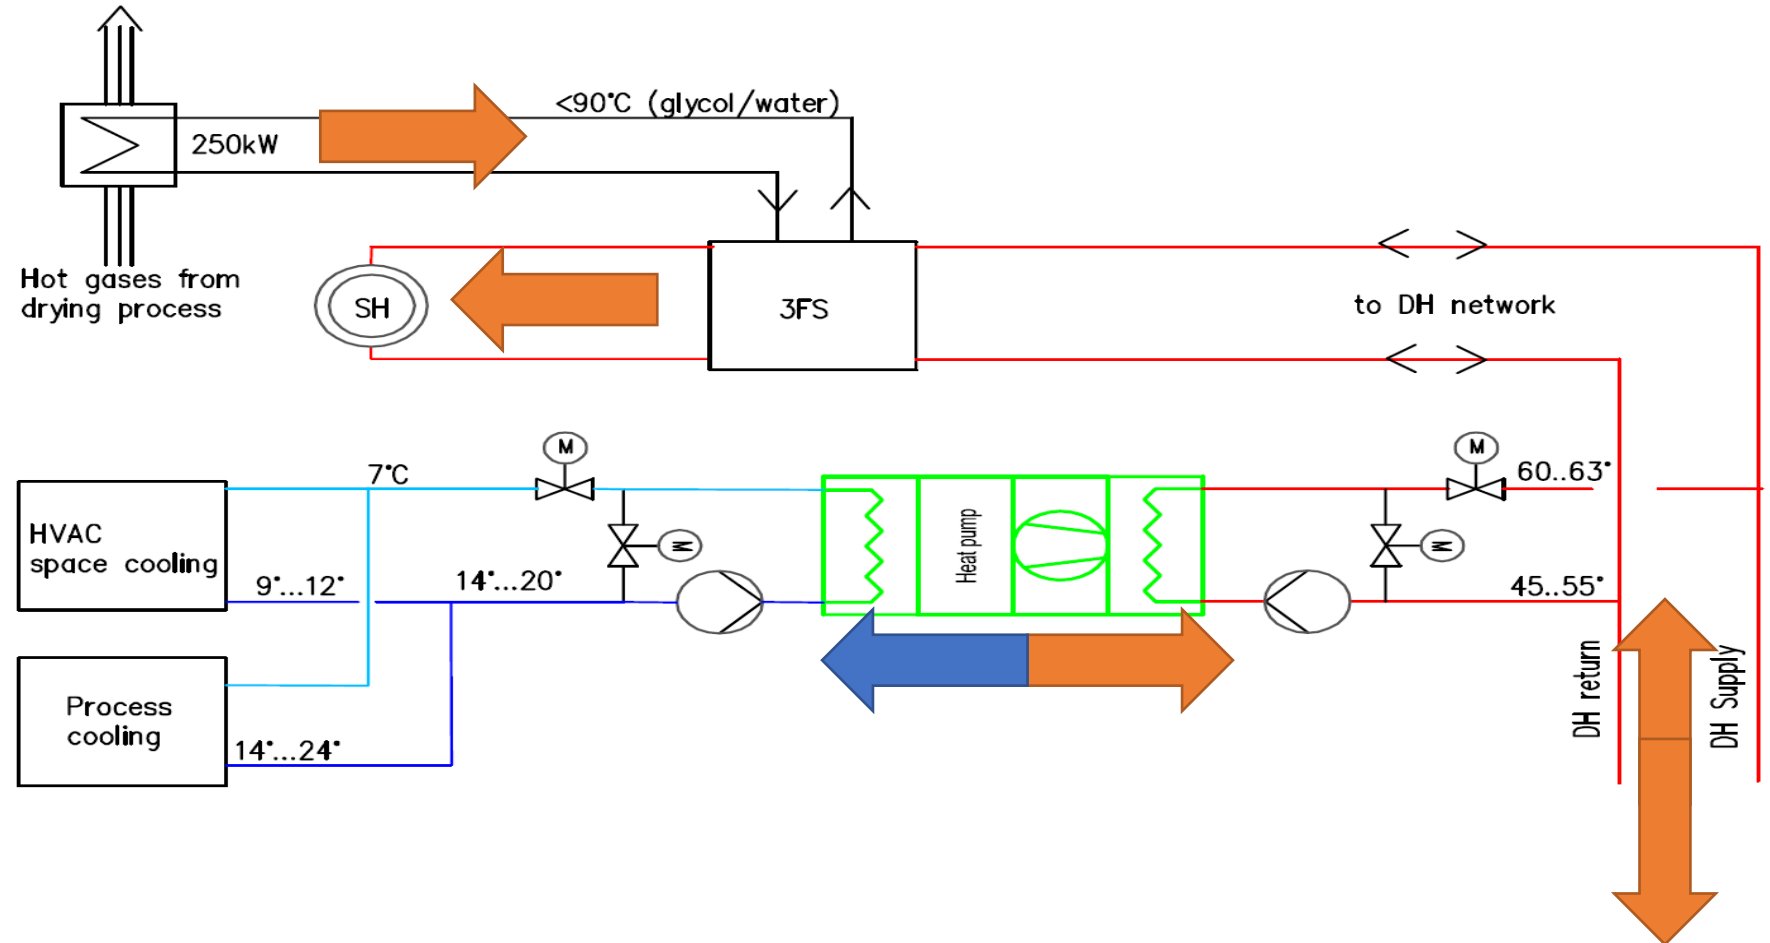 <90°C (glycol/water)
250kW
Hot gases from
drying process
SH
3FS
to DH network
M
M
7°C
60..63°
HVAC
space cooling
M
Heat pump
M
9°...12°
14°...20°
45..55°
Process
cooling
14°...24°
DH return
DH Supply